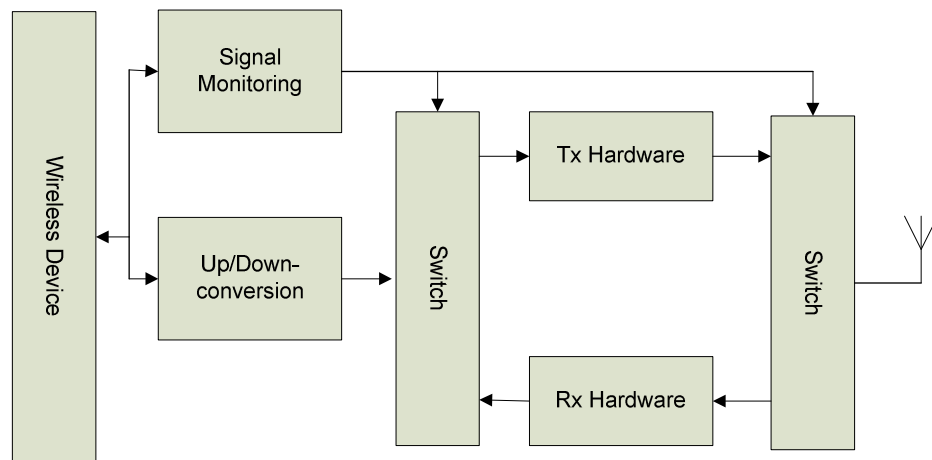 Wireless Device
Signal
Monitoring
Up/Down-
conversion
Switch
Tx Hardware
Rx Hardware
Switch